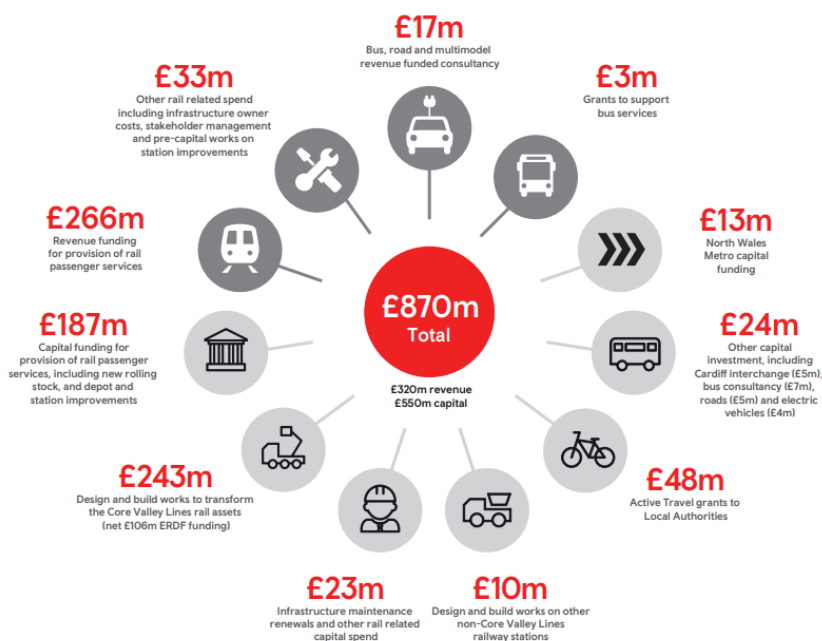 £17m
Bus, road and multimodel
revenue funded consultancy
£3m
Grants to support
bus services
£33m
Other rail related spend
including infrastructure owner
costs, stakeholder management
and pre-capital works on
station improvements
£266m
Revenue funding
for provision of rail
passenger services
£13m
North Wales
Metro capital
funding
£870m
Total
£320m revenue
£550m capital
£187m
Capital funding for
provision of rail passenger
services, including new rolling
stock, and depot and
station improvements
£24m
Other capital
investment, including
Cardiff interchange (£5m),
bus consultancy (£7m),
roads (£5m) and electric
vehicles (£4m)
£243m
Design and build works to transform
the Core Valley Lines rail assets
(net £106m ERDF funding)
£48m
Active Travel grants to
Local Authorities
£23m
Infrastructure maintenance
renewals and other rail related
capital spend
£10m
Design and build works on other
non-Core Valley Lines
railway stations